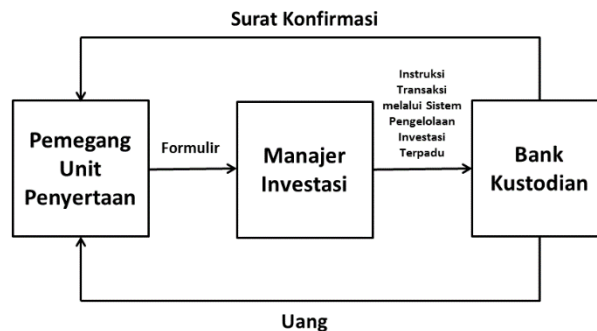 Surat Konfirmasi
Pemegang
Unit
Penyertaan
Formulir
Manajer
Investasi
Instruksi
Transaksi
melalui Sistem
Pengelolaan
Investasi
Terpadu
Bank
Kustodian
Uang